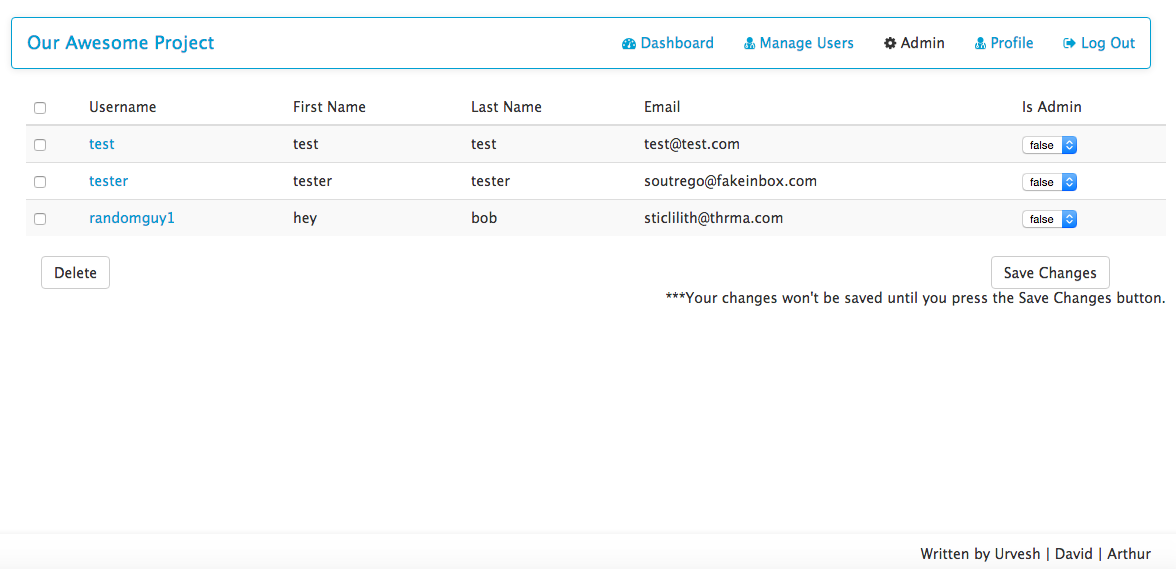 Our Awesome Project Dashboard Manage Users Admin Profile Log Out
Username First Name Last Name Email Is Admin
test test test test@test.com false
tester tester tester soutrego@fakeinbox.com false
randomguy1 hey bob sticlilith@thrma.com false
Delete Save Changes
***Your changes won't be saved until you press the Save Changes button.
Written by Urvesh | David | Arthur